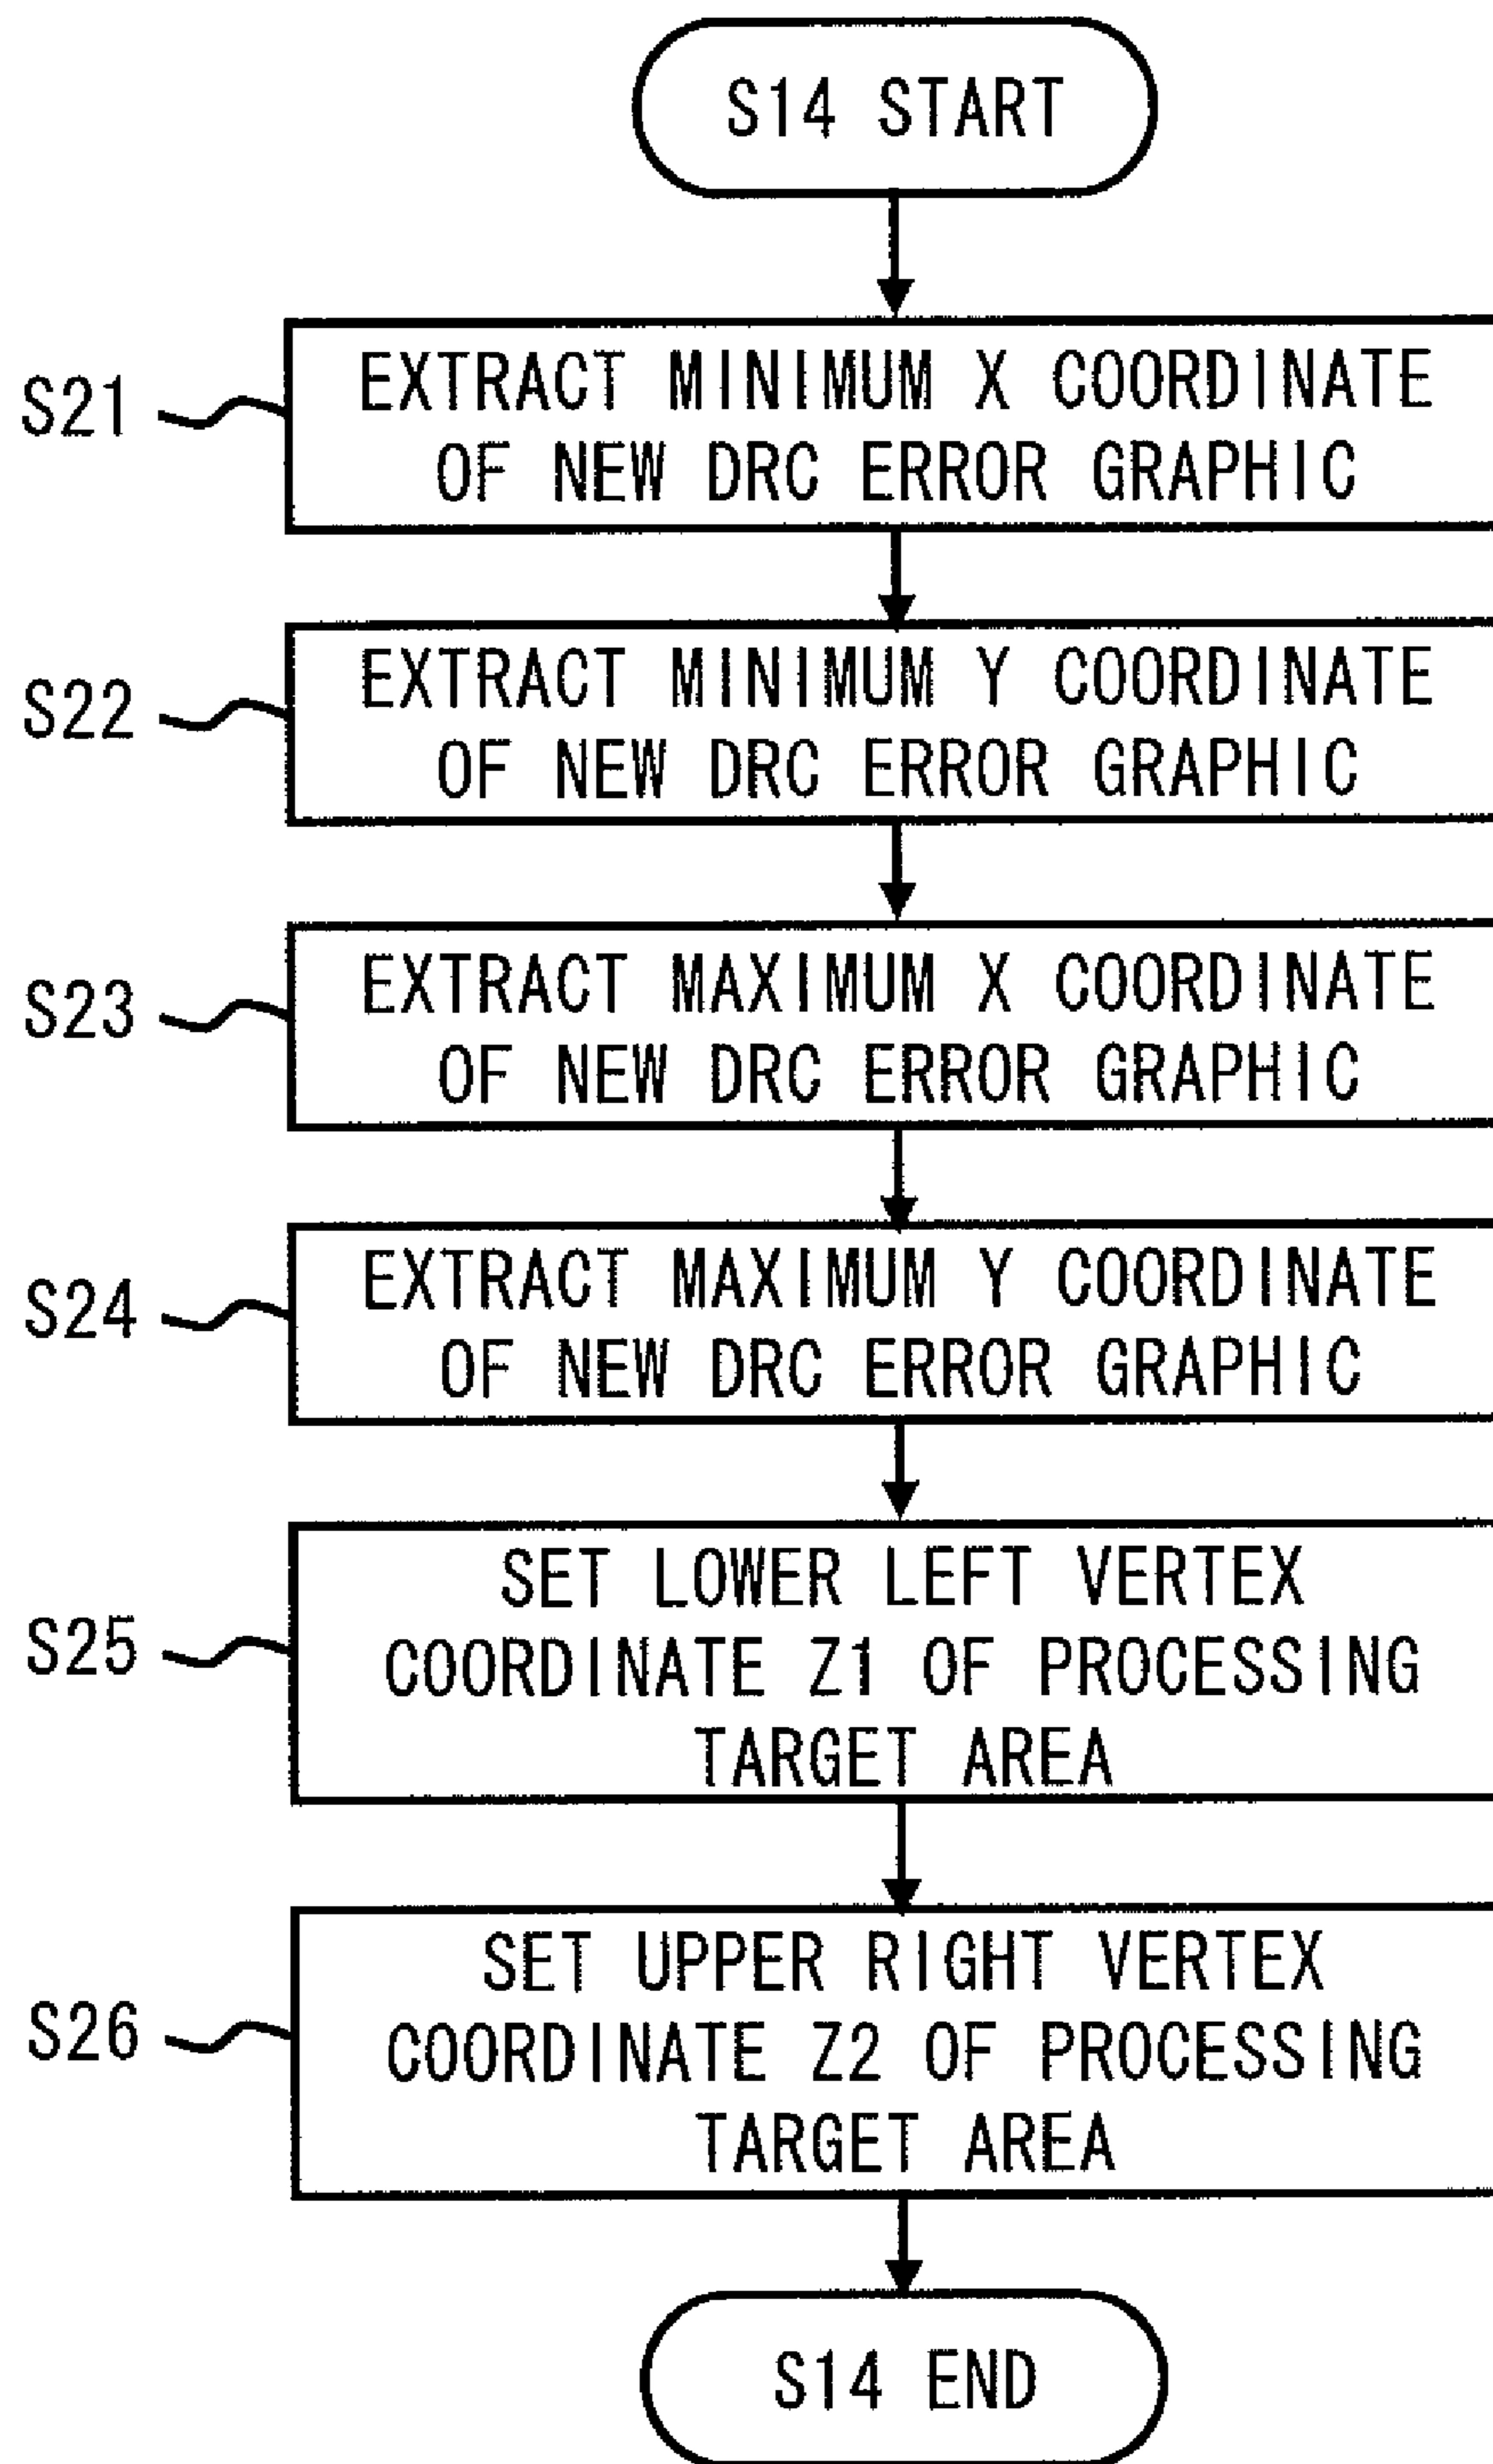 S14 START
S21
EXTRACT MINIMUM X COORDINATE
OF NEW DRC ERROR GRAPHIC
S22
EXTRACT MINIMUM Y COORDINATE
OF NEW DRC ERROR GRAPHIC
S23
EXTRACT MAXIMUM X COORDINATE
OF NEW DRC ERROR GRAPHIC
S24
EXTRACT MAXIMUM Y COORDINATE
OF NEW DRC ERROR GRAPHIC
S25
SET LOWER LEFT VERTEX
COORDINATE Z1 OF PROCESSING
TARGET AREA
S26
SET UPPER RIGHT VERTEX
COORDINATE Z2 OF PROCESSING
TARGET AREA
S14 END